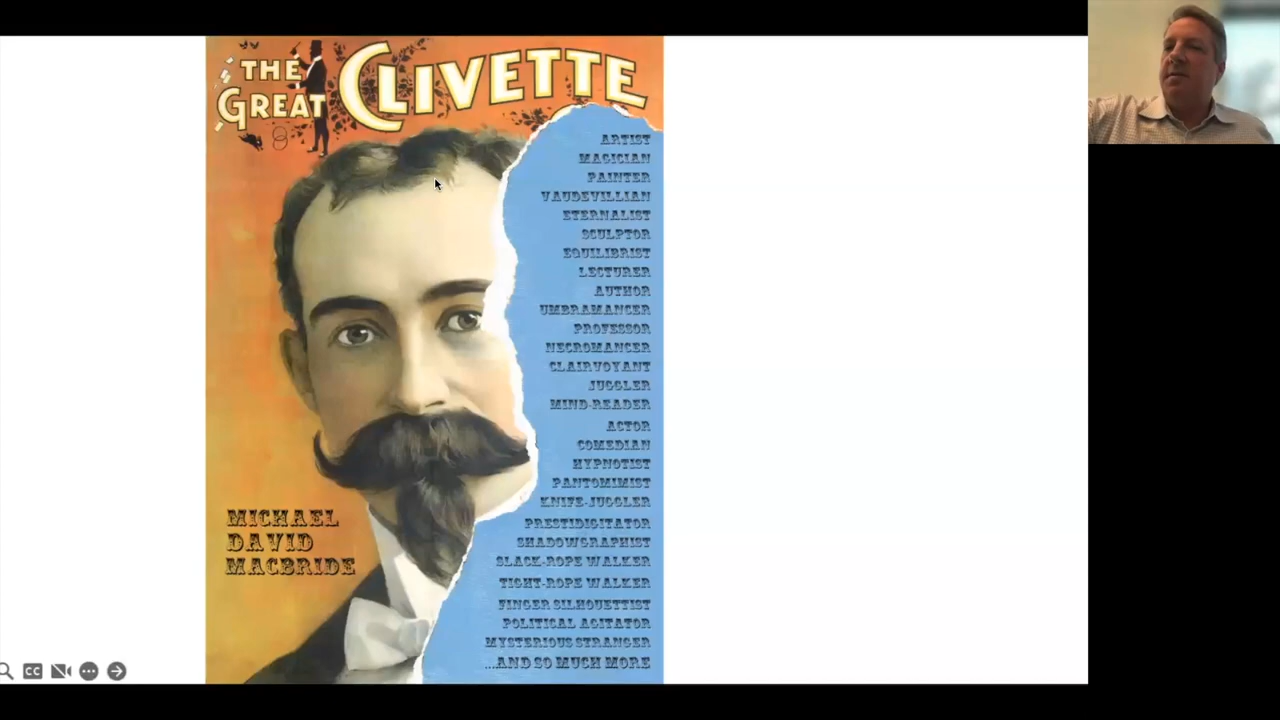 THE
GREAT
CLIVETTE
ARTIST
MAGICIAN
PAINTER
VAUDEVILLIAN
ETERNALIST
SCULPTOR
EQUILIBRIST
LECTURER
AUTHOR
UMBRAMANCER
PROFESSOR
NECROMANCER
CLAIRVOYANT
JUGGLER
MIND-READER
ACTOR
COMEDIAN
HYPNOTIST
PANTOMIMIST
KNIFE-JUGGLER
PRESTIDIGITATOR
SHADOWGRAPHIST
SLACK-ROPE WALKER
TIGHT-ROPE WALKER
FINGER SILHOUETTIST
POLITICAL AGITATOR
MYSTERIOUS STRANGER
...AND SO MUCH MORE
MICHAEL
DAVID
MACBRIDE
CC